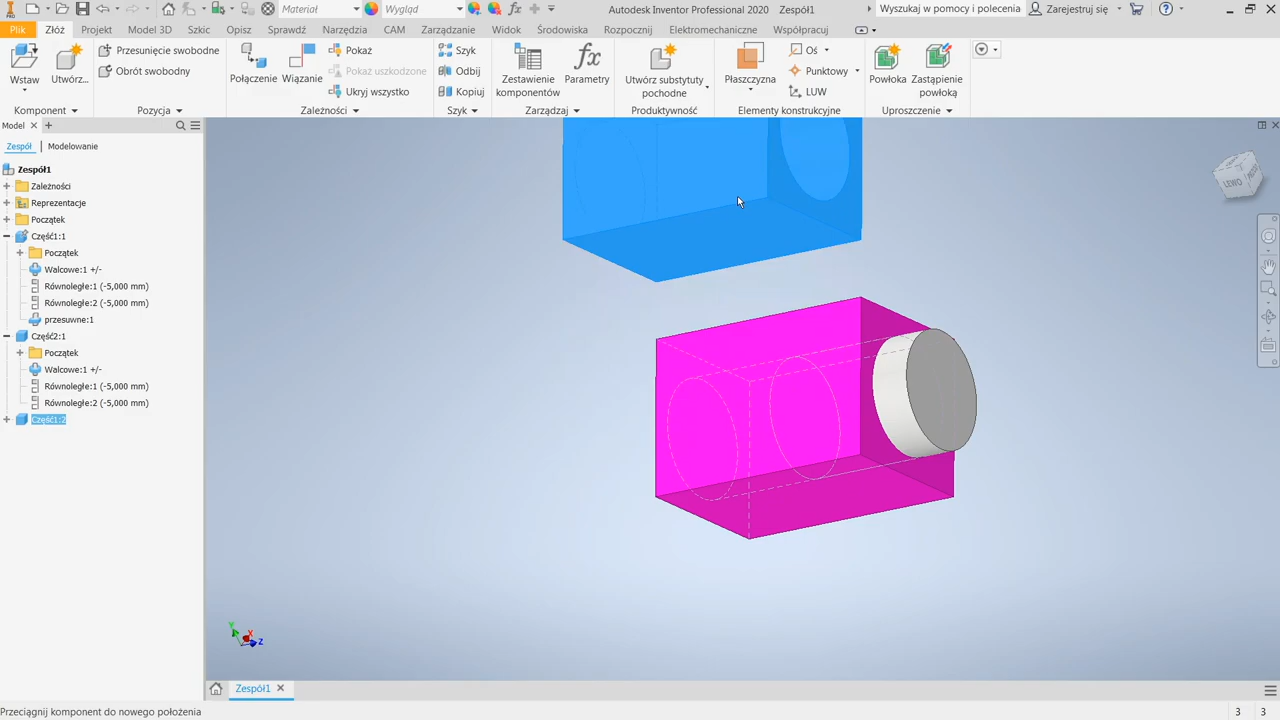 PRO
Materiał
Wygląd
Autodesk Inventor Professional 2020 Zespół1
Wyszukaj w pomocy i polecenia
Zarejestruj się
Plik Złóż Projekt Model 3D Szkic Opisz Sprawdź Narzędzia CAM Zarządzanie Widok Środowiska Rozpocznij Elektromechaniczne Współpracuj
Wstaw
Utwórz...
Przesunięcie swobodne
Obrót swobodny
Połączenie
Wiązanie
Pokaż
Pokaż uszkodzone
Ukryj wszystko
Szyk
Odbij
Kopiuj
Zestawienie komponentów
fx
Parametry
Utwórz substytuty pochodne
Płaszczyzna
Oś
Punktowy
LUW
Powłoka
Zastąpienie powłoką
Komponent Pozycja Zależności Szyk Zarządzaj Produktywność Elementy konstrukcyjne Uproszczenie
Model
Zespół Modelowanie
Zespół1
Zależności
Reprezentacje
Początek
Część1:1
Początek
Walcowe:1 +/-
Równoległe:1 (-5,000 mm)
Równoległe:2 (-5,000 mm)
przesuwne:1
Część2:1
Początek
Walcowe:1 +/-
Równoległe:1 (-5,000 mm)
Równoległe:2 (-5,000 mm)
Część1:2
LEWO
Y
X
Z
Zespół1
Przeciągnij komponent do nowego położenia
3 3